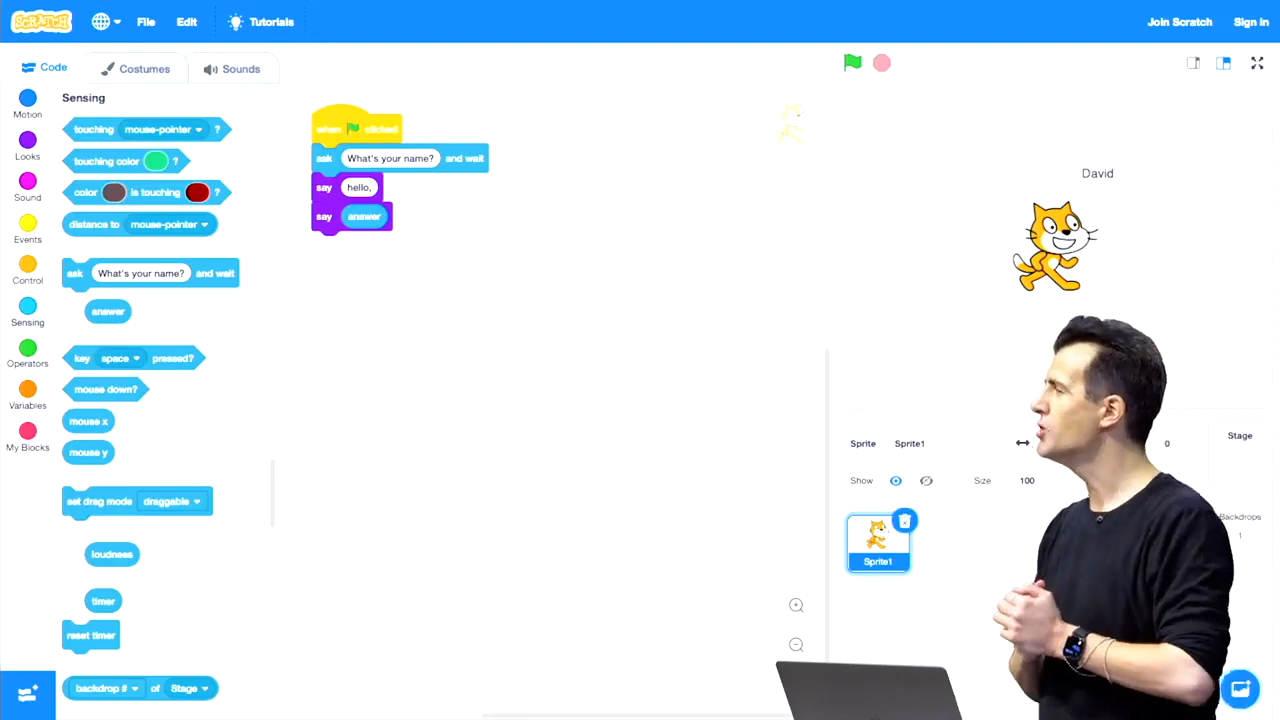 SCRATCH
File
Edit
Tutorials
Join Scratch
Sign in
Code
Costumes
Sounds
Motion
Looks
Sound
Events
Control
Sensing
Operators
Variables
My Blocks
Sensing
touching mouse-pointer ?
touching color ?
color is touching ?
distance to mouse-pointer
ask What's your name? and wait
answer
key space pressed?
mouse down?
mouse x
mouse y
set drag mode draggable
loudness
timer
reset timer
backdrop # of Stage
when clicked
ask What's your name? and wait
say hello,
say answer
David
Sprite
Sprite1
0
Show
Size
100
Sprite1
Stage
Backdrops
1